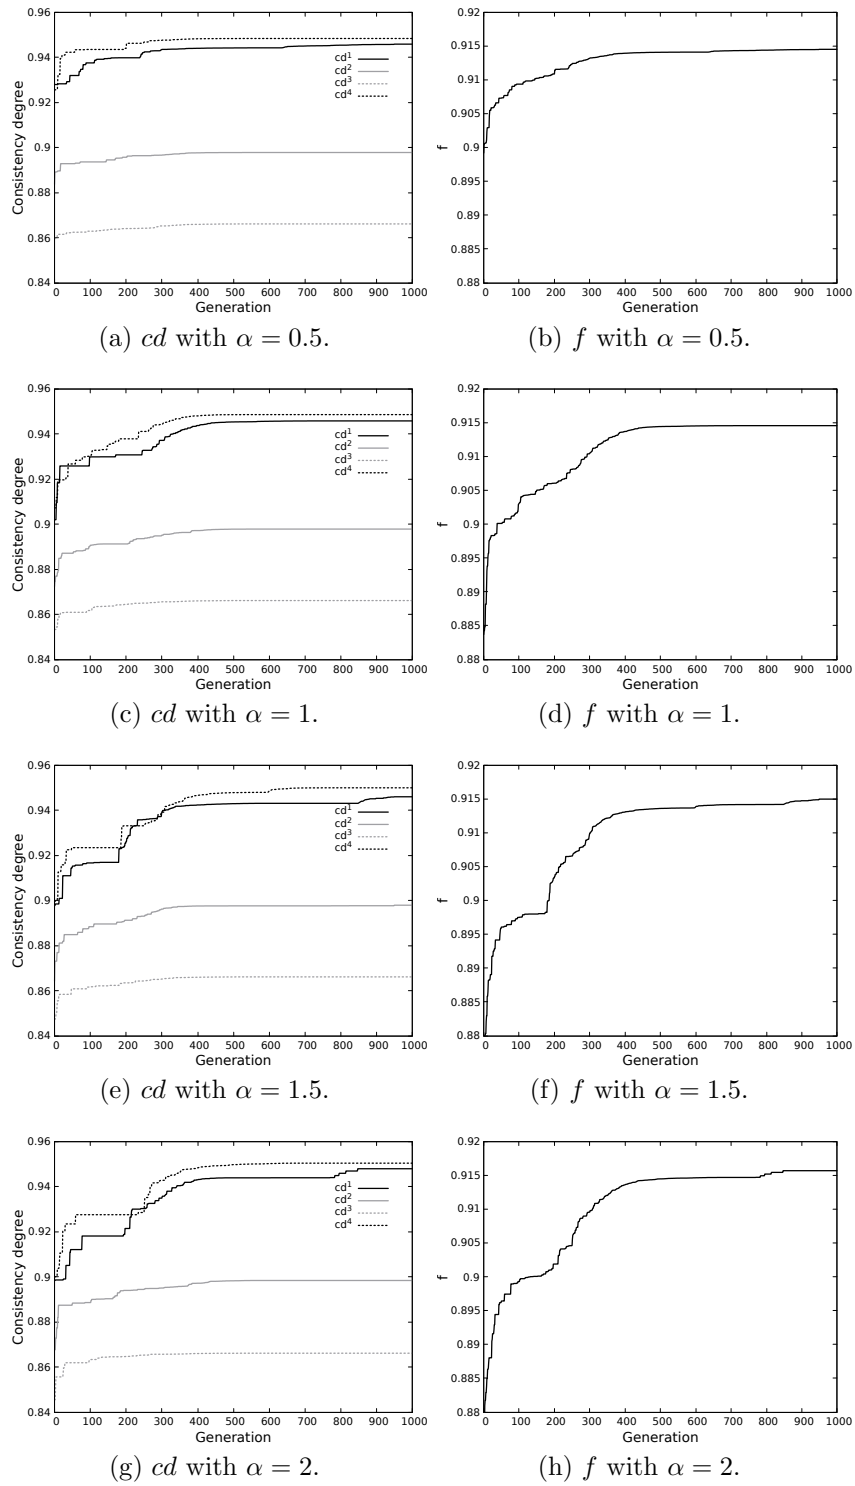 0.96
0.94
0.92
0.9
0.88
0.86
0.84
Consistency degree
cd1
cd2
cd3
cd4
0 100 200 300 400 500 600 700 800 900 1000
Generation
(a) cd with α = 0.5.
0.92
0.915
0.91
0.905
0.9
0.895
0.89
0.885
0.88
f
0 100 200 300 400 500 600 700 800 900 1000
Generation
(b) f with α = 0.5.
0.96
0.94
0.92
0.9
0.88
0.86
0.84
Consistency degree
cd1
cd2
cd3
cd4
0 100 200 300 400 500 600 700 800 900 1000
Generation
(c) cd with α = 1.
0.92
0.915
0.91
0.905
0.9
0.895
0.89
0.885
0.88
f
0 100 200 300 400 500 600 700 800 900 1000
Generation
(d) f with α = 1.
0.96
0.94
0.92
0.9
0.88
0.86
0.84
Consistency degree
cd1
cd2
cd3
cd4
0 100 200 300 400 500 600 700 800 900 1000
Generation
(e) cd with α = 1.5.
0.92
0.915
0.91
0.905
0.9
0.895
0.89
0.885
0.88
f
0 100 200 300 400 500 600 700 800 900 1000
Generation
(f) f with α = 1.5.
0.96
0.94
0.92
0.9
0.88
0.86
0.84
Consistency degree
cd1
cd2
cd3
cd4
0 100 200 300 400 500 600 700 800 900 1000
Generation
(g) cd with α = 2.
0.92
0.915
0.91
0.905
0.9
0.895
0.89
0.885
0.88
f
0 100 200 300 400 500 600 700 800 900 1000
Generation
(h) f with α = 2.